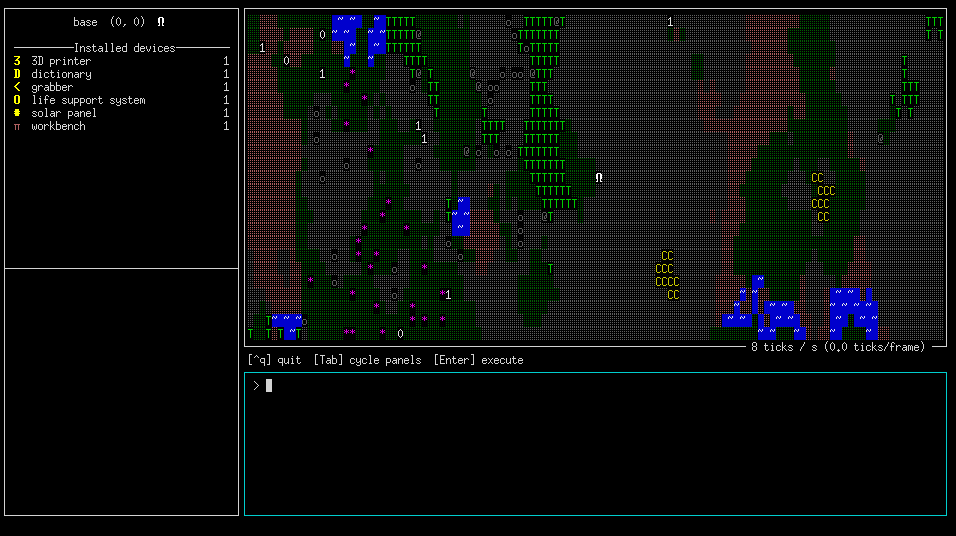 base (0, 0) Ω
Installed devices
3 3D printer 1
D dictionary 1
< grabber 1
O life support system 1
# solar panel 1
π workbench 1
8 ticks / s (0.0 ticks/frame)
[^q] quit [Tab] cycle panels [Enter] execute
>